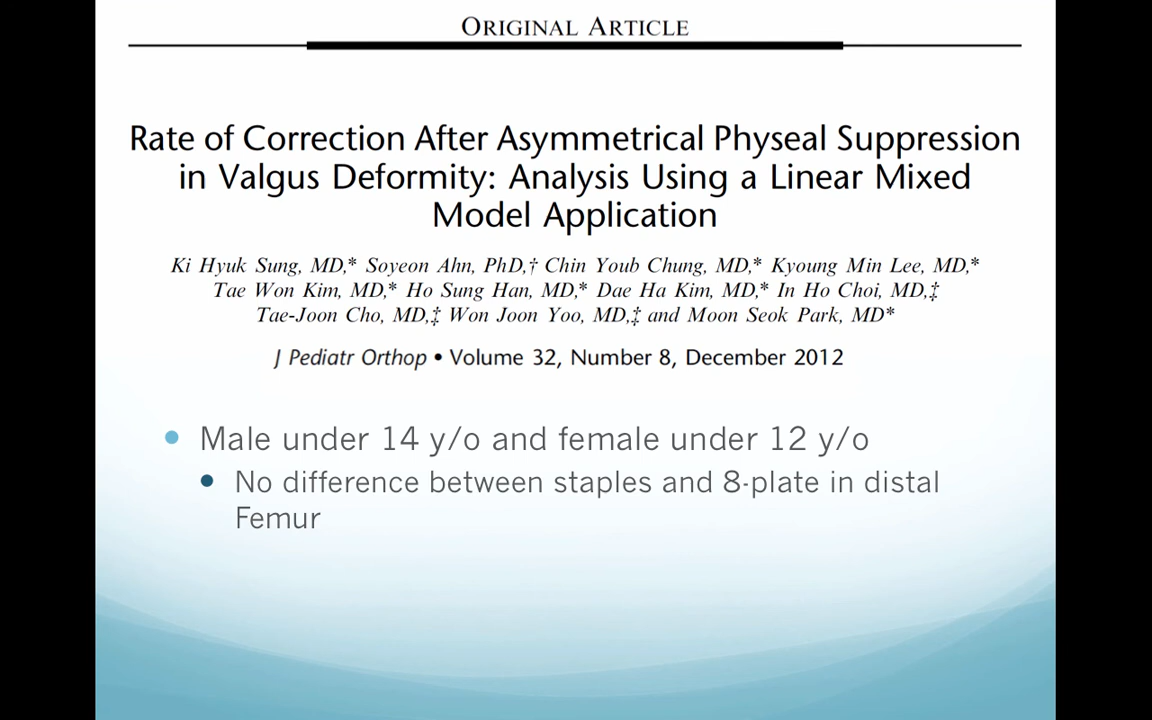 ORIGINAL ARTICLE
Rate of Correction After Asymmetrical Physeal Suppression
in Valgus Deformity: Analysis Using a Linear Mixed
Model Application
Ki Hyuk Sung, MD,* Soyeon Ahn, PhD,† Chin Youb Chung, MD,* Kyoung Min Lee, MD,*
Tae Won Kim, MD,* Ho Sung Han, MD,* Dae Ha Kim, MD,* In Ho Choi, MD,‡
Tae-Joon Cho, MD,‡ Won Joon Yoo, MD,‡ and Moon Seok Park, MD*
J Pediatr Orthop • Volume 32, Number 8, December 2012
• Male under 14 y/o and female under 12 y/o
• No difference between staples and 8-plate in distal
Femur